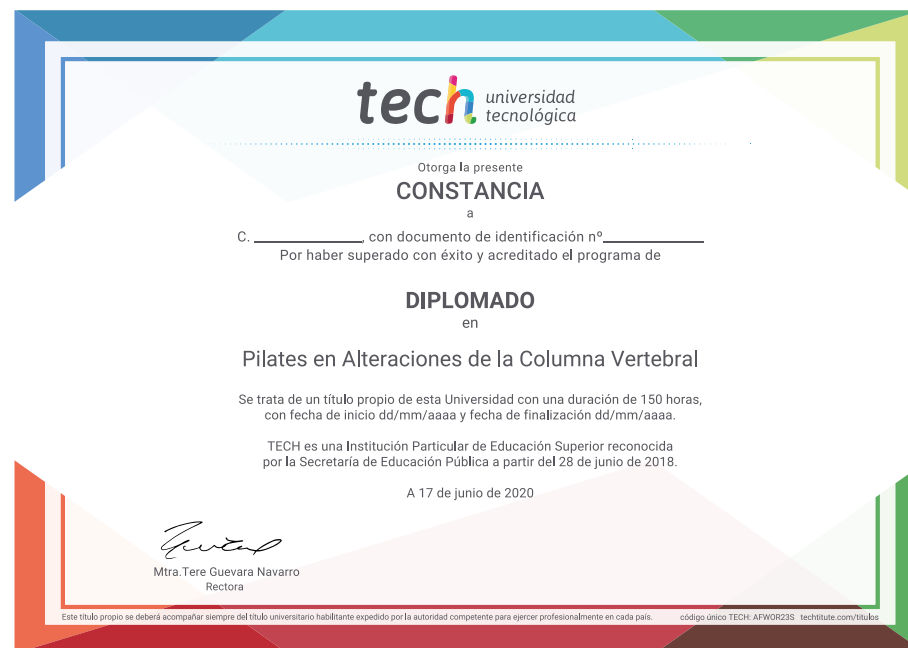 tech universidad
tecnológica
Otorga la presente
CONSTANCIA
a
C. ____________, con documento de identificación nº____________
Por haber superado con éxito y acreditado el programa de
DIPLOMADO
en
Pilates en Alteraciones de la Columna Vertebral
Se trata de un título propio de esta Universidad con una duración de 150 horas,
con fecha de inicio dd/mm/aaaa y fecha de finalización dd/mm/aaaa.
TECH es una Institución Particular de Educación Superior reconocida
por la Secretaría de Educación Pública a partir del 28 de junio de 2018.
A 17 de junio de 2020
Mtra.Tere Guevara Navarro
Rectora
Este título propio se deberá acompañar siempre del título universitario habilitante expedido por la autoridad competente para ejercer profesionalmente en cada país. código único TECH: AFWOR23S techtitute.com/titulos